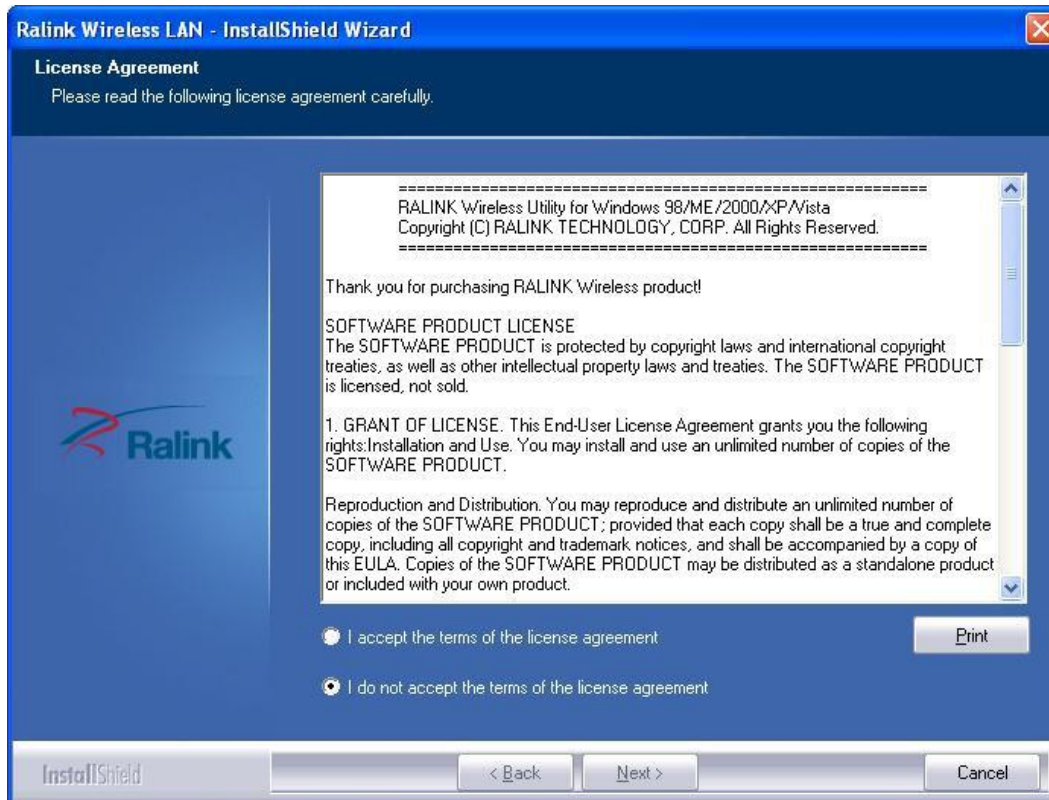 Ralink Wireless LAN - InstallShield Wizard
License Agreement
Please read the following license agreement carefully.
===========================================================
RALINK Wireless Utility for Windows 98/ME/2000/XP/Vista
Copyright (C) RALINK TECHNOLOGY, CORP. All Rights Reserved.
===========================================================
Thank you for purchasing RALINK Wireless product!
SOFTWARE PRODUCT LICENSE
The SOFTWARE PRODUCT is protected by copyright laws and international copyright
treaties, as well as other intellectual property laws and treaties. The SOFTWARE PRODUCT
is licensed, not sold.
1. GRANT OF LICENSE. This End-User License Agreement grants you the following
rights:Installation and Use. You may install and use an unlimited number of copies of the
SOFTWARE PRODUCT.
Reproduction and Distribution. You may reproduce and distribute an unlimited number of
copies of the SOFTWARE PRODUCT; provided that each copy shall be a true and complete
copy, including all copyright and trademark notices, and shall be accompanied by a copy of
this EULA. Copies of the SOFTWARE PRODUCT may be distributed as a standalone product
or included with your own product.
Ralink
I accept the terms of the license agreement
Print
I do not accept the terms of the license agreement
InstallShield
< Back
Next >
Cancel